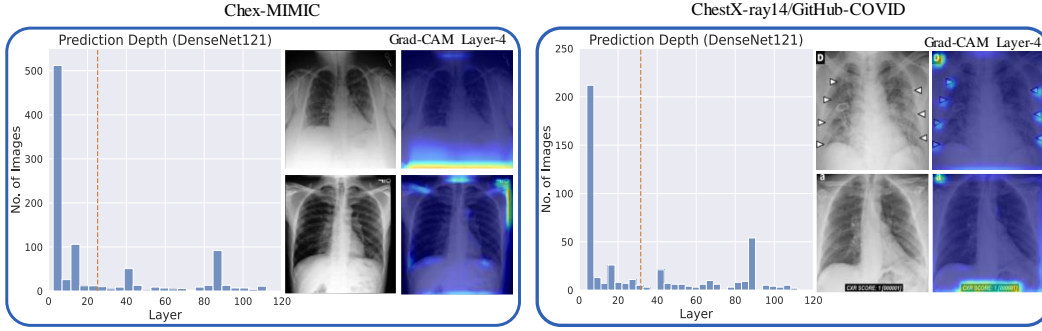 Chex-MIMIC
Prediction Depth (DenseNet121)
Grad-CAM Layer-4
No. of Images
500
400
300
200
100
0
0 20 40 60 80 100 120
Layer
ChestX-ray14/GitHub-COVID
Prediction Depth (DenseNet121)
Grad-CAM Layer-4
No. of Images
250
200
150
100
50
0
0 20 40 60 80 100 120
Layer
D
a
CXR SCORE: 1 [000001]
CXR SCORE: 1 [000001]